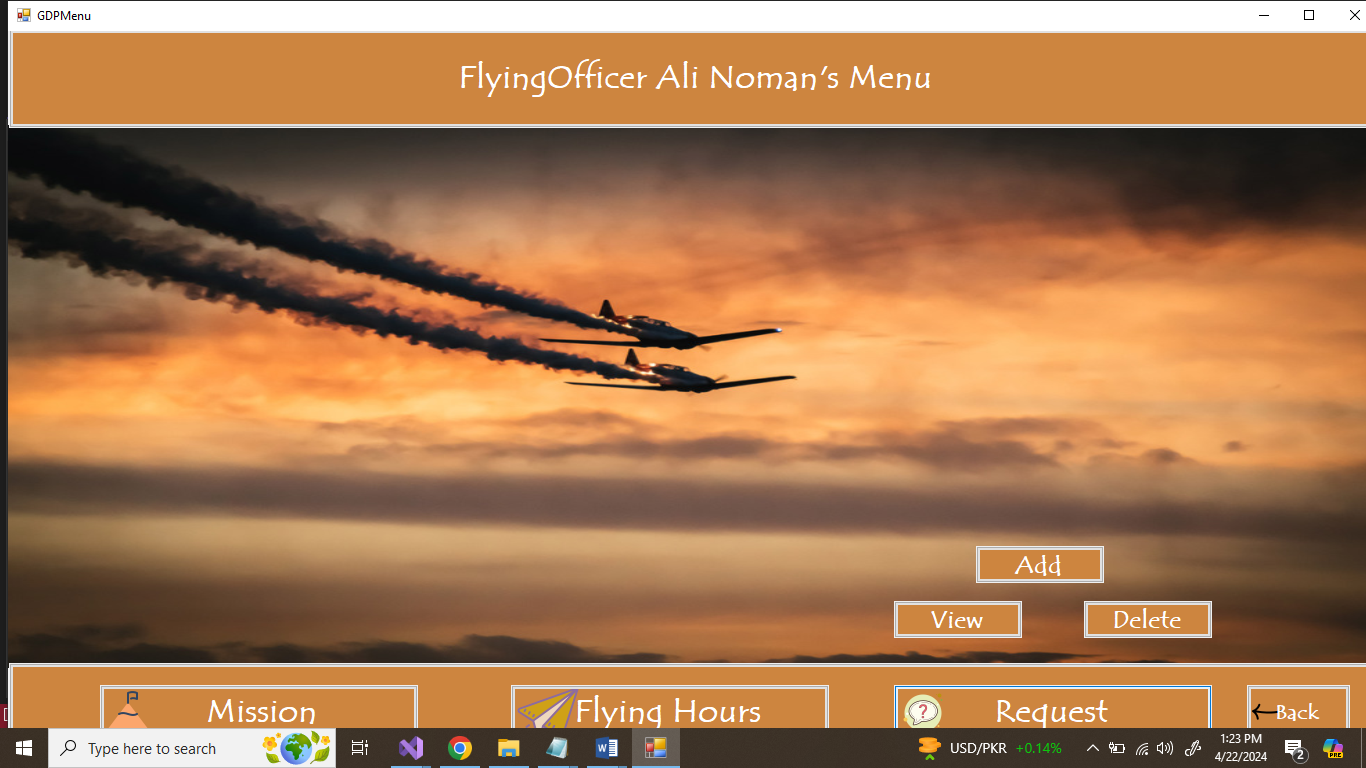 GDPMenu
FlyingOfficer Ali Noman's Menu
Add
View
Delete
Mission
Flying Hours
? Request
Back
Type here to search
USD/PKR +0.14%
1:23 PM
4/22/2024
2
PRE